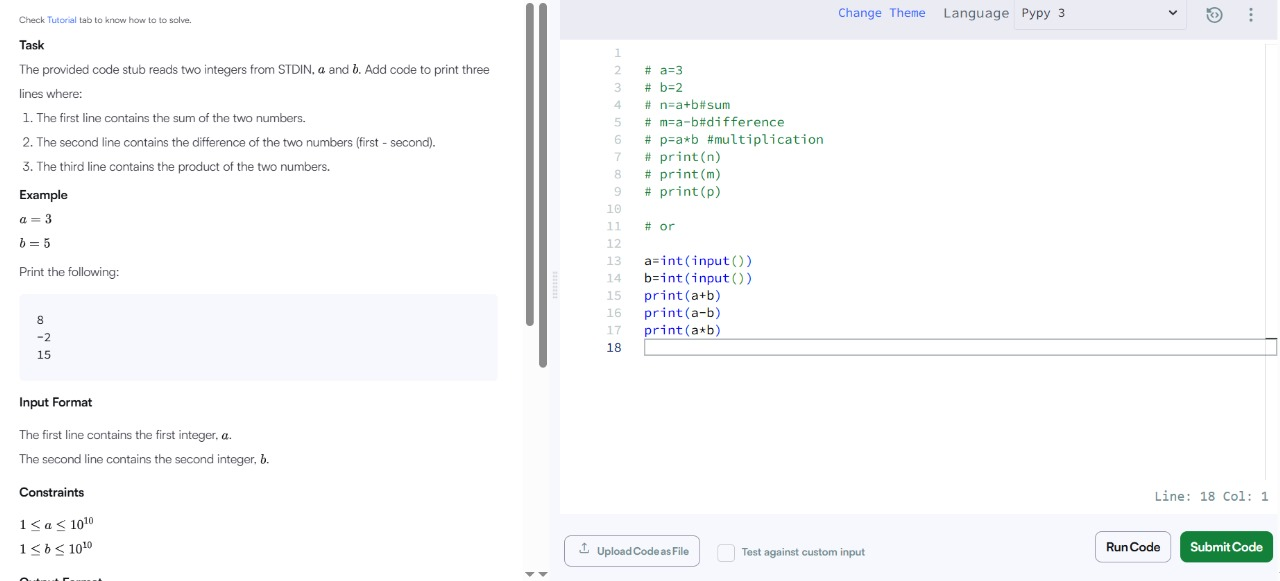 Check Tutorial tab to know how to to solve.
Task
The provided code stub reads two integers from STDIN, a and b. Add code to print three
lines where:
1. The first line contains the sum of the two numbers.
2. The second line contains the difference of the two numbers (first - second).
3. The third line contains the product of the two numbers.
Example
a = 3
b = 5
Print the following:
8
-2
15
Input Format
The first line contains the first integer, a.
The second line contains the second integer, b.
Constraints
1 ≤ a ≤ 10^10
1 ≤ b ≤ 10^10
Output Format
Change Theme Language Pypy 3
1
2 # a=3
3 # b=2
4 # n=a+b#sum
5 # m=a-b#difference
6 # p=a*b #multiplication
7 # print(n)
8 # print(m)
9 # print(p)
10
11 # or
12
13 a=int(input())
14 b=int(input())
15 print(a+b)
16 print(a-b)
17 print(a*b)
18
Line: 18 Col: 1
Upload Code as File Test against custom input Run Code Submit Code